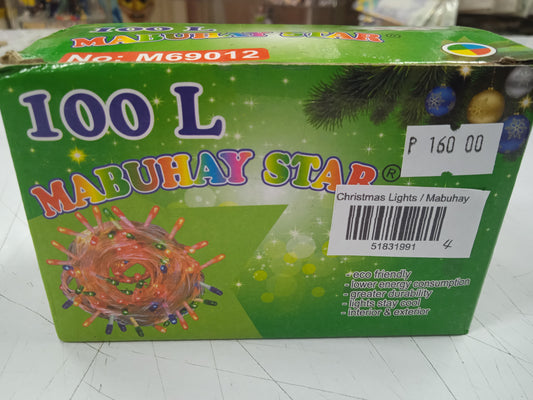 MABUHAY STAR®
No: M69012
100 L
₱ 160 00
MABUHAY STAR®
Christmas Lights / Mabuhay
51831991
4
- eco friendly
- lower energy consumption
- greater durability
- lights stay cool
- interior & exterior